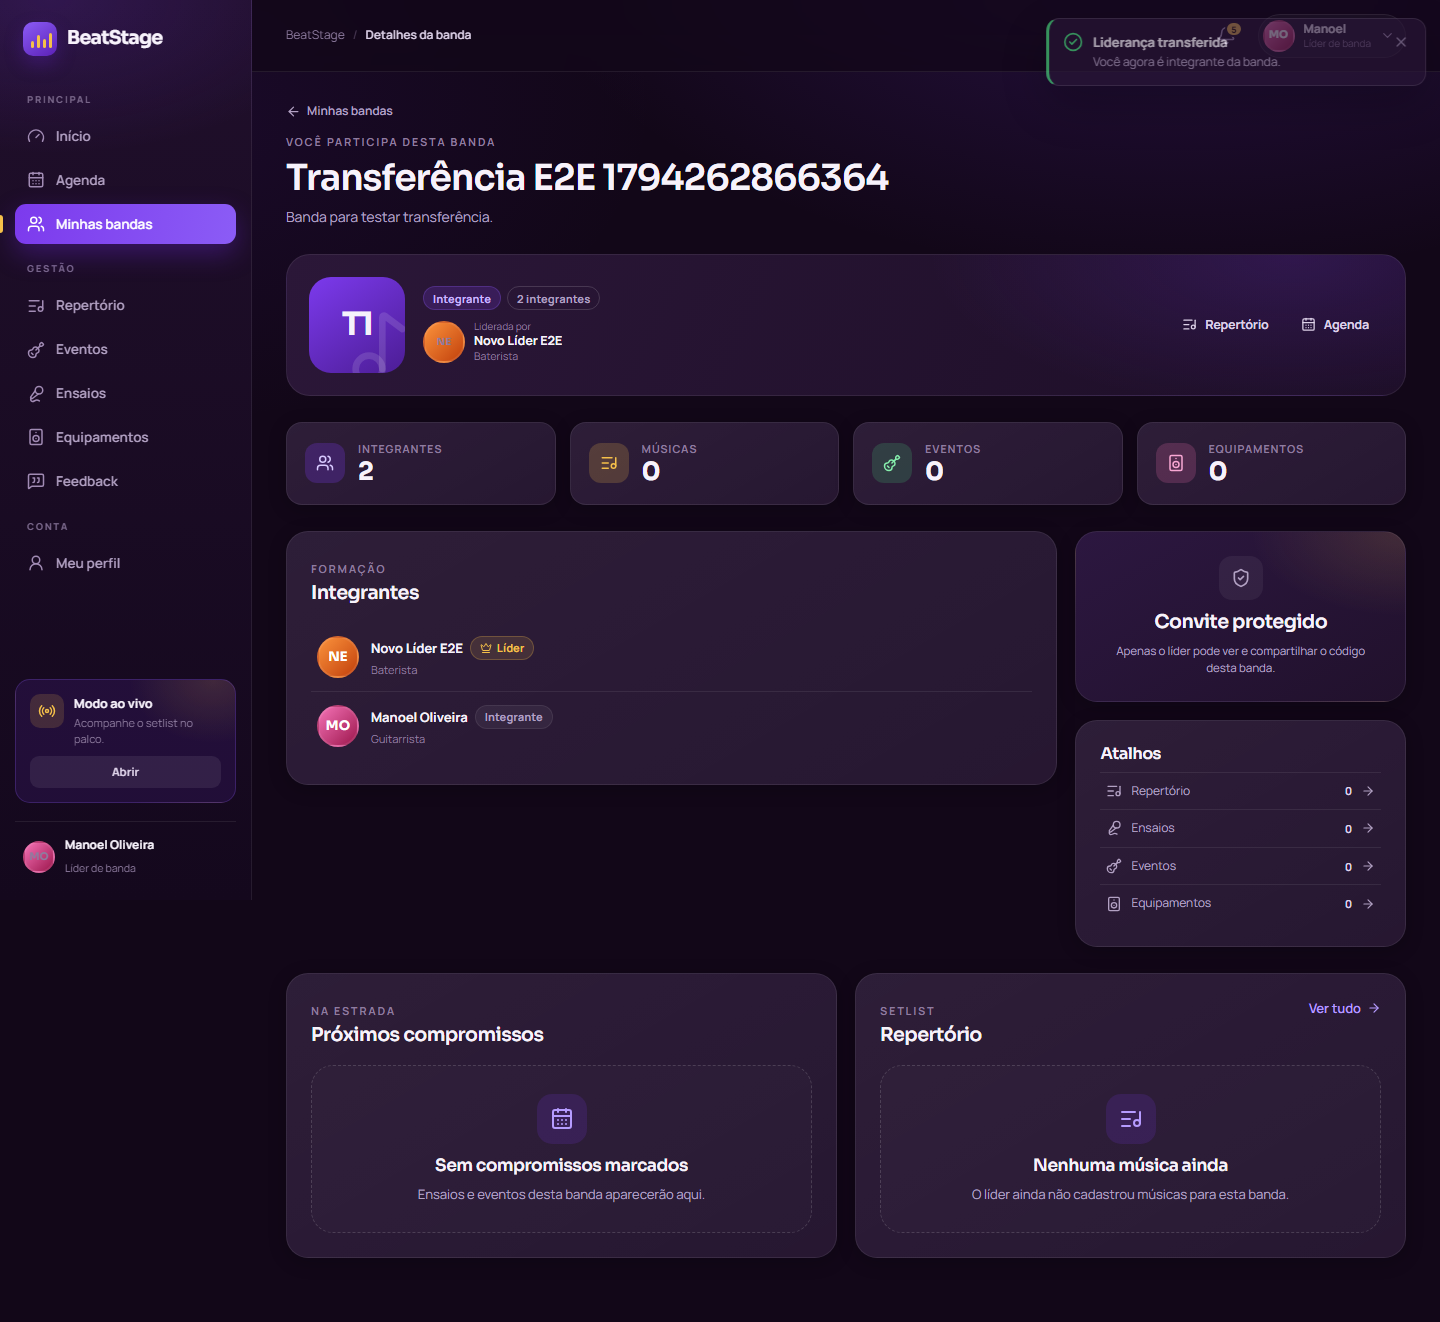 BeatStage
PRINCIPAL
Início
Agenda
Minhas bandas
GESTÃO
Repertório
Eventos
Ensaios
Equipamentos
Feedback
CONTA
Meu perfil
Modo ao vivo
Acompanhe o setlist no
palco.
Abrir
MO
Manoel Oliveira
Líder de banda
BeatStage / Detalhes da banda
Liderança transferida
Você agora é integrante da banda.
5
MO
Manoel
Líder de banda
Minhas bandas
VOCÊ PARTICIPA DESTA BANDA
Transferência E2E 1794262866364
Banda para testar transferência.
TI
Integrante
2 integrantes
NE
Liderada por
Novo Líder E2E
Baterista
Repertório
Agenda
INTEGRANTES
2
MÚSICAS
0
EVENTOS
0
EQUIPAMENTOS
0
FORMAÇÃO
Integrantes
NE
Novo Líder E2E
Líder
Baterista
MO
Manoel Oliveira
Integrante
Guitarrista
Convite protegido
Apenas o líder pode ver e compartilhar o código
desta banda.
Atalhos
Repertório 0
Ensaios 0
Eventos 0
Equipamentos 0
NA ESTRADA
Próximos compromissos
Sem compromissos marcados
Ensaios e eventos desta banda aparecerão aqui.
SETLIST
Repertório
Ver tudo
Nenhuma música ainda
O líder ainda não cadastrou músicas para esta banda.